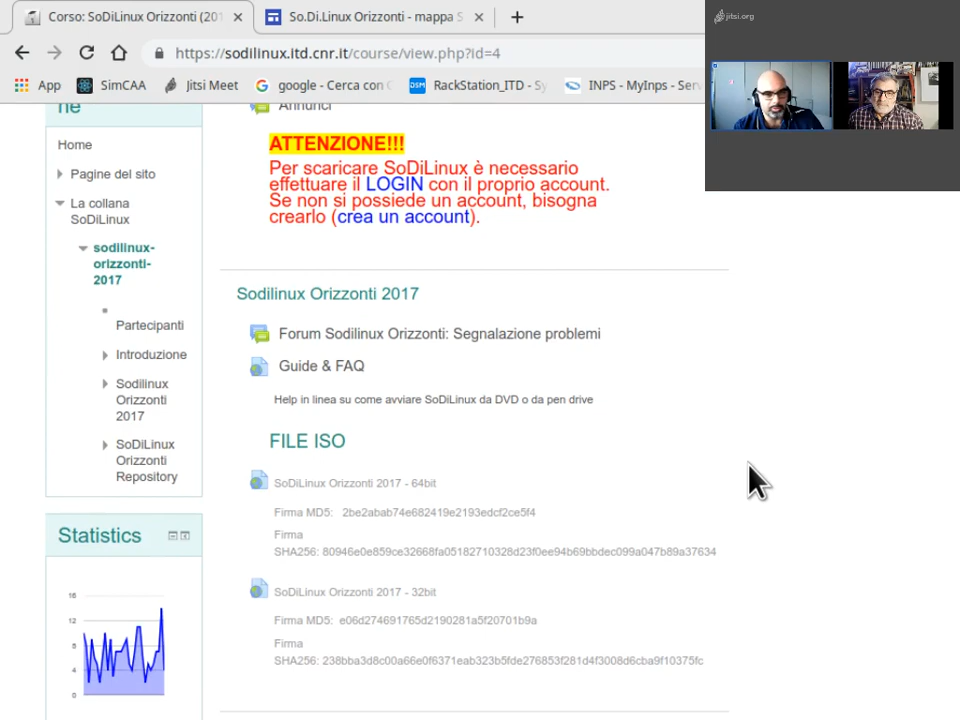 Corso: SoDiLinux Orizzonti (201
So.Di.Linux Orizzonti - mappa S
https://sodilinux.itd.cnr.it/course/view.php?id=4
App
SimCAA
Jitsi Meet
google - Cerca con G
DSM
RackStation_ITD - Sy
INPS - MyInps - Serv
jitsi.org
ne
Home
Pagine del sito
La collana
SoDiLinux
sodilinux-
orizzonti-
2017
Partecipanti
Introduzione
Sodilinux
Orizzonti
2017
SoDiLinux
Orizzonti
Repository
Statistics
16
12
8
4
0
Annunci
ATTENZIONE!!!
Per scaricare SoDiLinux è necessario
effettuare il LOGIN con il proprio account.
Se non si possiede un account, bisogna
crearlo (crea un account).
Sodilinux Orizzonti 2017
Forum Sodilinux Orizzonti: Segnalazione problemi
Guide & FAQ
Help in linea su come avviare SoDiLinux da DVD o da pen drive
FILE ISO
SoDiLinux Orizzonti 2017 - 64bit
Firma MD5: 2be2abab74e682419e2193edcf2ce5f4
Firma
SHA256: 80946e0e859ce32668fa05182710328d23f0ee94b69bbdec099a047b89a37634
SoDiLinux Orizzonti 2017 - 32bit
Firma MD5: e06d274691765d2190281a5f20701b9a
Firma
SHA256: 238bba3d8c00a66e0f6371eab323b5fde276853f281d4f3008d6cba9f10375fc